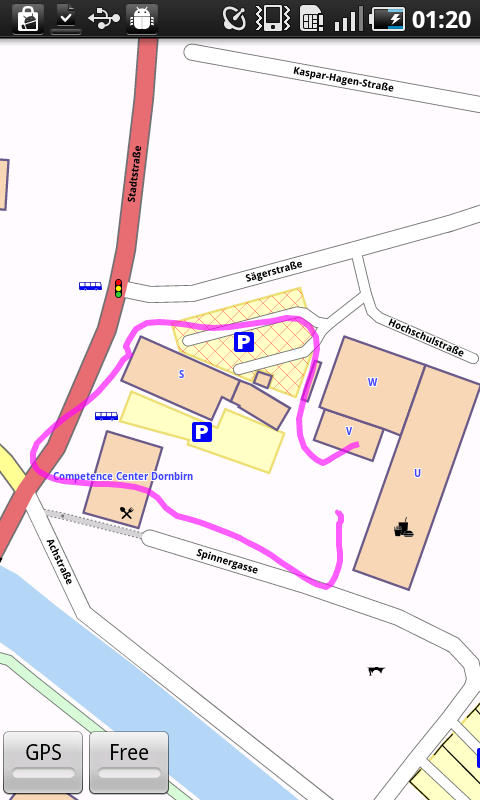 01:20
Kaspar-Hagen-Straße
Stadtstraße
Sägerstraße
Hochschulstraße
P
S
W
V
P
U
Competence Center Dornbirn
Achstraße
Spinnergasse
GPS
Free